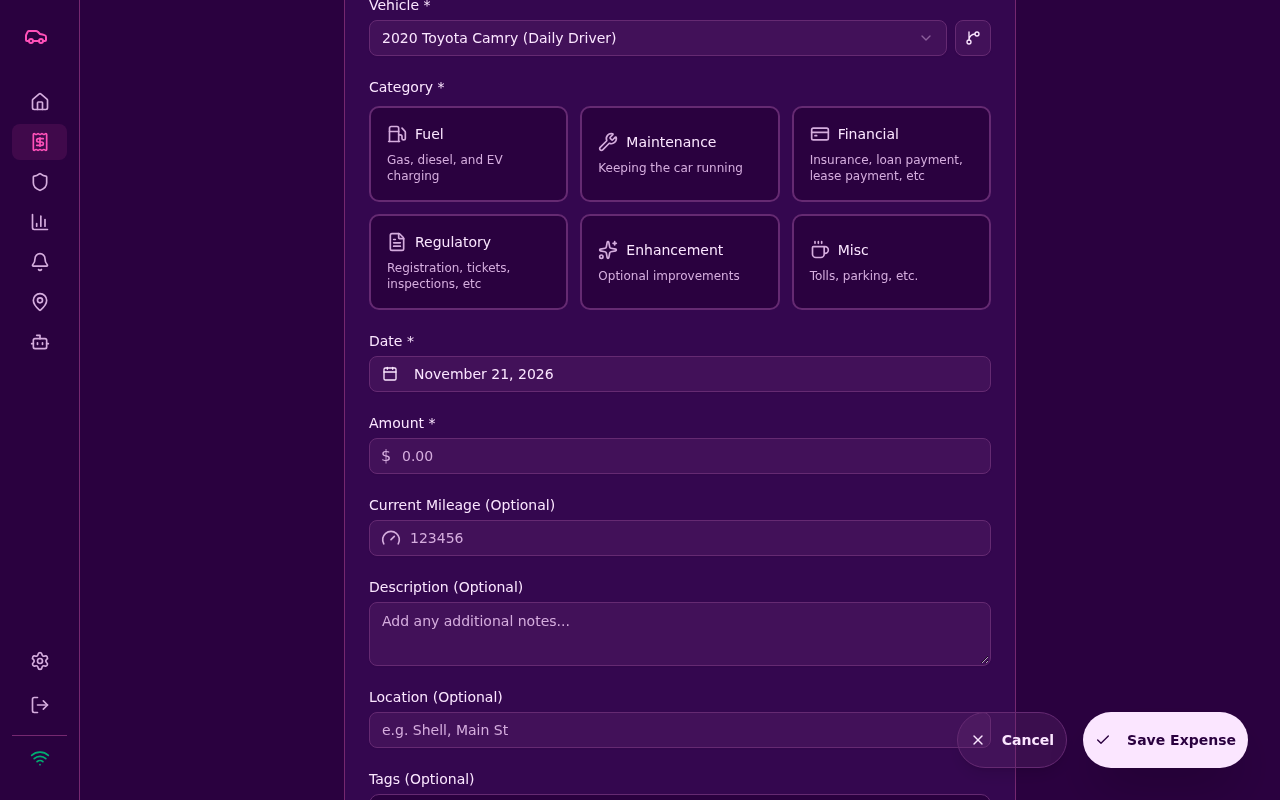 Vehicle *
2020 Toyota Camry (Daily Driver)
Category *
Fuel
Gas, diesel, and EV
charging
Maintenance
Keeping the car running
Financial
Insurance, loan payment,
lease payment, etc
Regulatory
Registration, tickets,
inspections, etc
Enhancement
Optional improvements
Misc
Tolls, parking, etc.
Date *
November 21, 2026
Amount *
$ 0.00
Current Mileage (Optional)
123456
Description (Optional)
Add any additional notes...
Location (Optional)
e.g. Shell, Main St
Cancel
Save Expense
Tags (Optional)